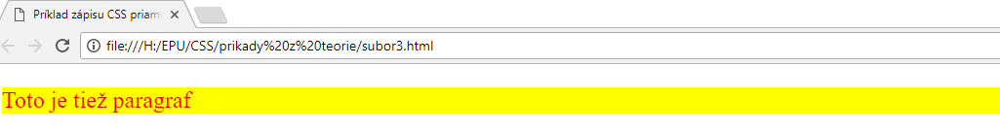 Príklad zápisu CSS priam
file:///H:/EPU/CSS/prikady%20z%20teorie/subor3.html
Toto je tiež paragraf